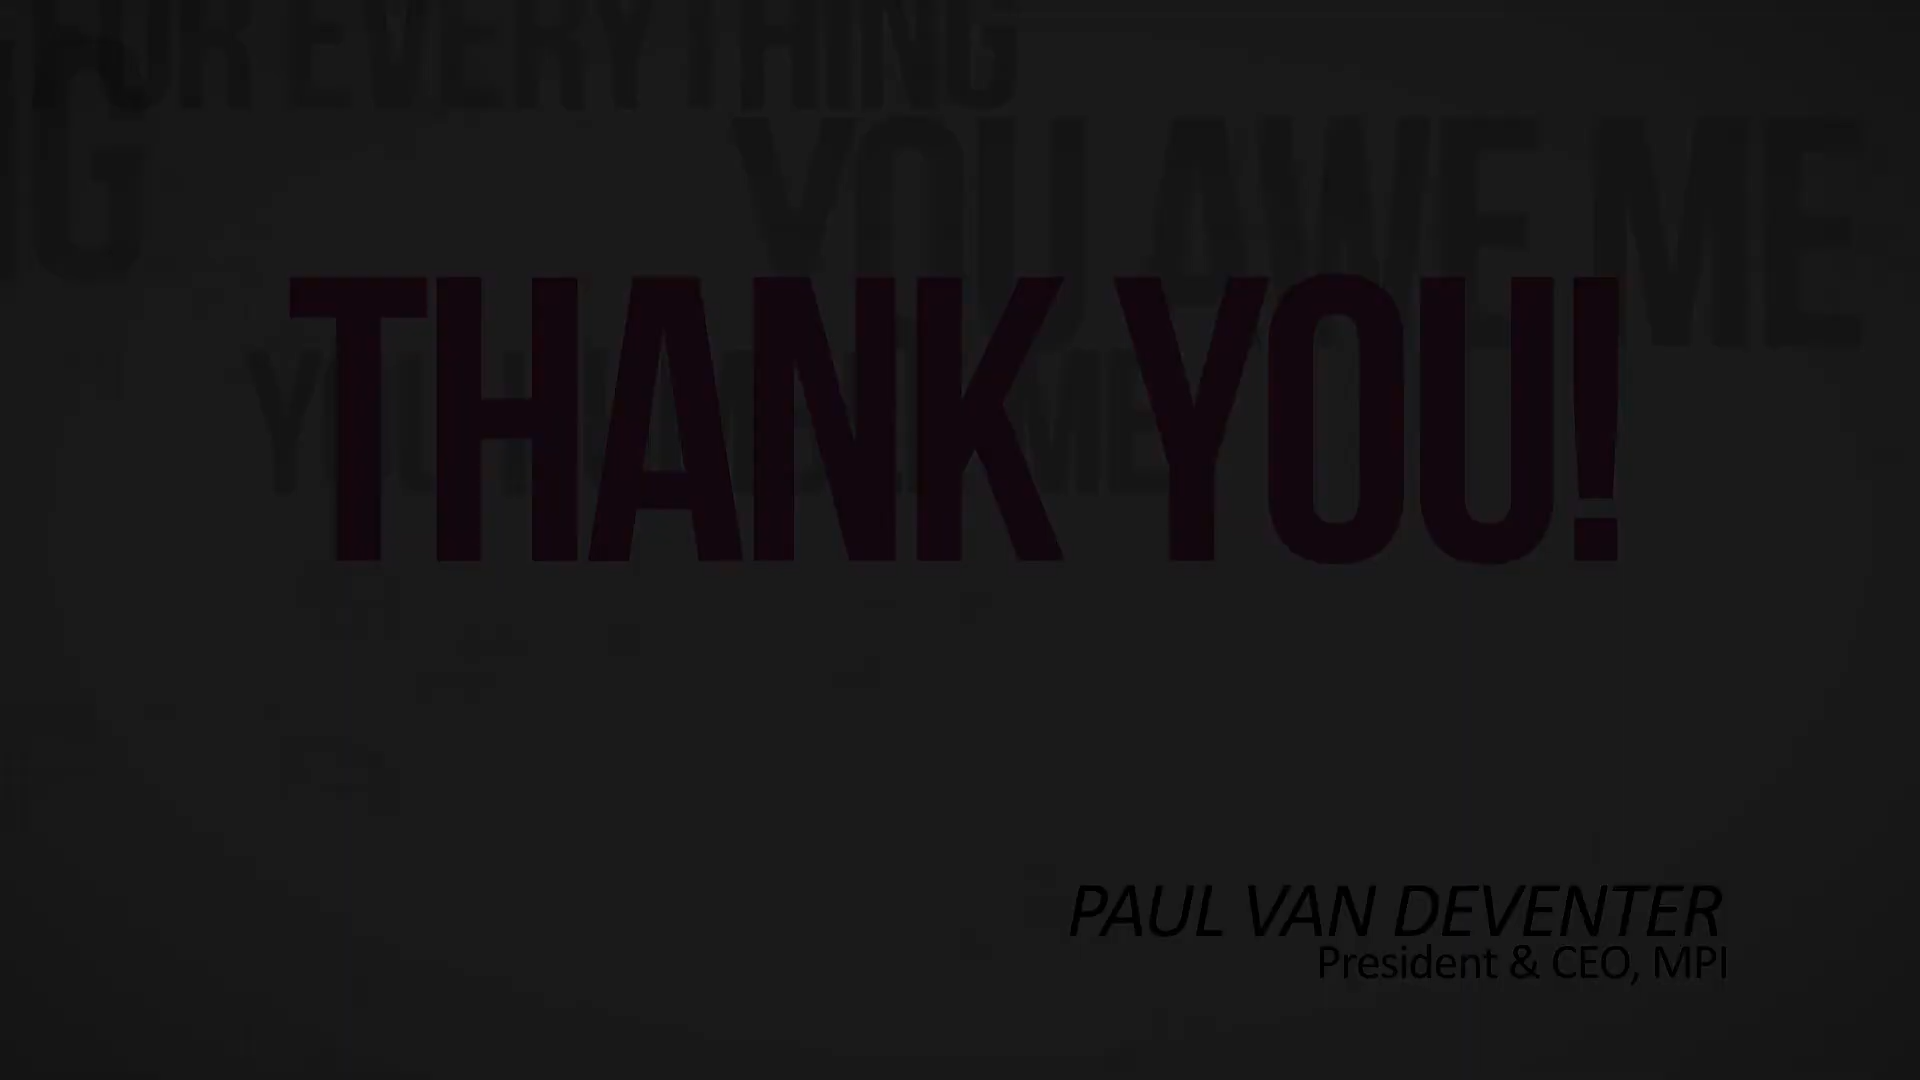 FOR EVERYTHING
YOU AWE ME
THANK YOU!
PAUL VAN DEVENTER
President & CEO, MPI